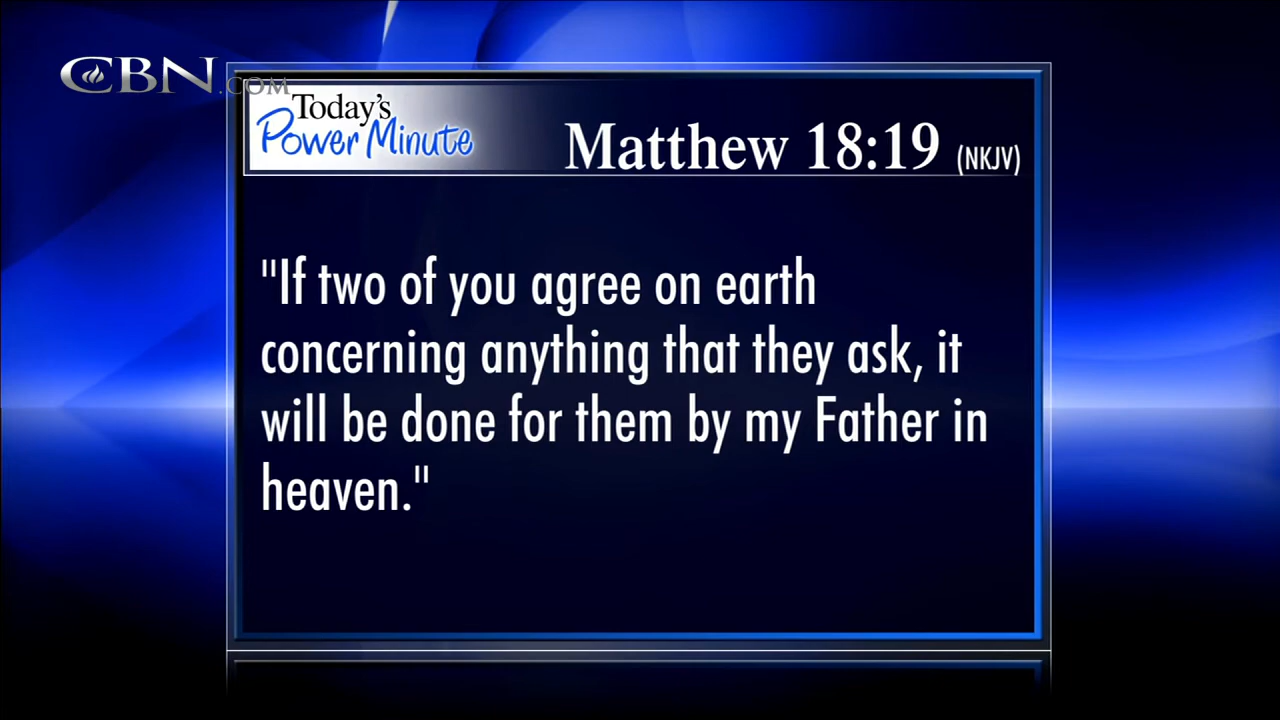 CBN.COM
Today's
Power Minute
Matthew 18:19 (NKJV)
"If two of you agree on earth
concerning anything that they ask, it
will be done for them by my Father in
heaven."